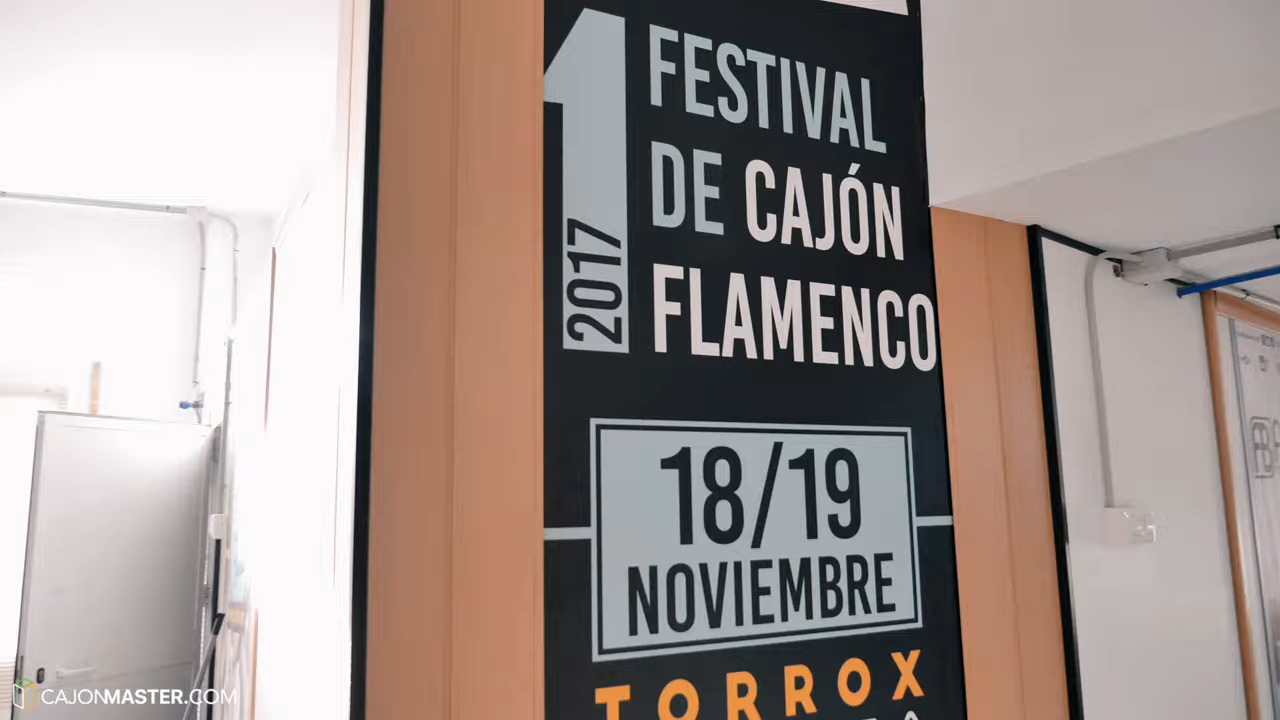 1
2017
FESTIVAL
DE CAJÓN
FLAMENCO
18/19
NOVIEMBRE
TORROX
CAJONMASTER.COM